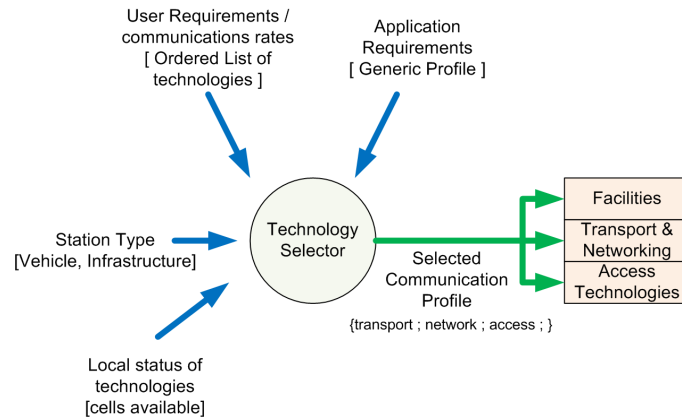 User Requirements /
communications rates
[ Ordered List of
technologies ]
Application
Requirements
[ Generic Profile ]
Station Type
[Vehicle, Infrastructure]
Local status of
technologies
[cells available]
Technology
Selector
Selected
Communication
Profile
{transport ; network ; access ; }
Facilities
Transport &
Networking
Access
Technologies